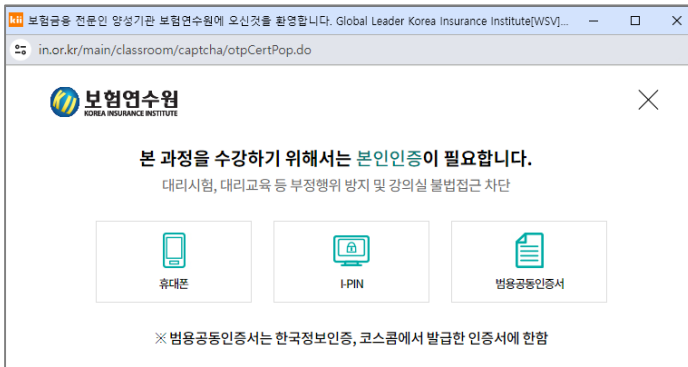 보험금융 전문인 양성기관 보험연수원에 오신것을 환영합니다. Global Leader Korea Insurance Institute[WSV]...
in.or.kr/main/classroom/captcha/otpCertPop.do
보험연수원
KOREA INSURANCE INSTITUTE
본 과정을 수강하기 위해서는 본인인증이 필요합니다.
대리시험, 대리교육 등 부정행위 방지 및 강의실 불법접근 차단
휴대폰 I-PIN 범용공동인증서
※ 범용공동인증서는 한국정보인증, 코스콤에서 발급한 인증서에 한함